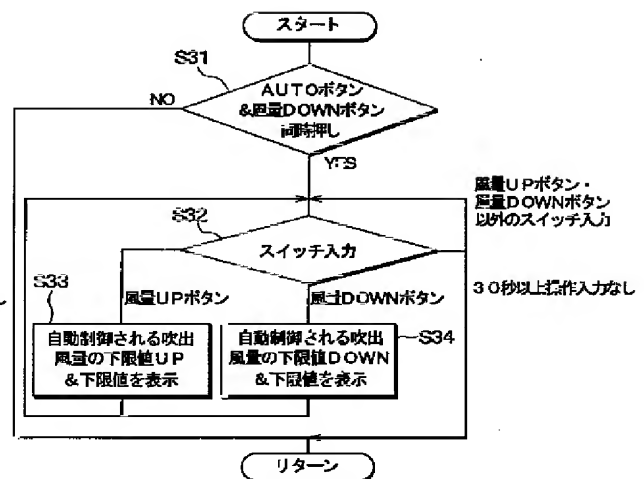 スタート
S31
AUTOボタン
&風量DOWNボタン
同時押し
NO
YES
風量UPボタン・
風量DOWNボタン
以外のスイッチ入力
S32
スイッチ入力
30秒以上操作入力なし
S33
風量UPボタン
風量DOWNボタン
自動制御される吹出
風量の下限値UP
&下限値を表示
自動制御される吹出
風量の下限値DOWN
&下限値を表示
S34
リターン